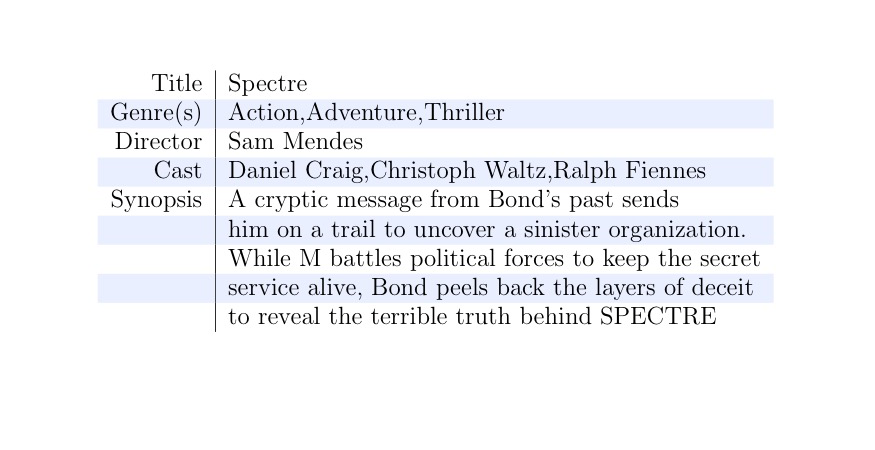 Title Spectre
Genre(s) Action,Adventure,Thriller
Director Sam Mendes
Cast Daniel Craig,Christoph Waltz,Ralph Fiennes
Synopsis A cryptic message from Bond's past sends
him on a trail to uncover a sinister organization.
While M battles political forces to keep the secret
service alive, Bond peels back the layers of deceit
to reveal the terrible truth behind SPECTRE